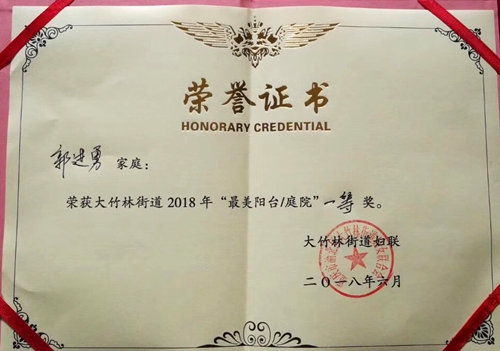 荣誉证书
HONORARY CREDENTIAL
郭进勇 家庭：
荣获大竹林街道2018年“最美阳台/庭院”一等奖。
大竹林街道妇联
二〇一八年六月